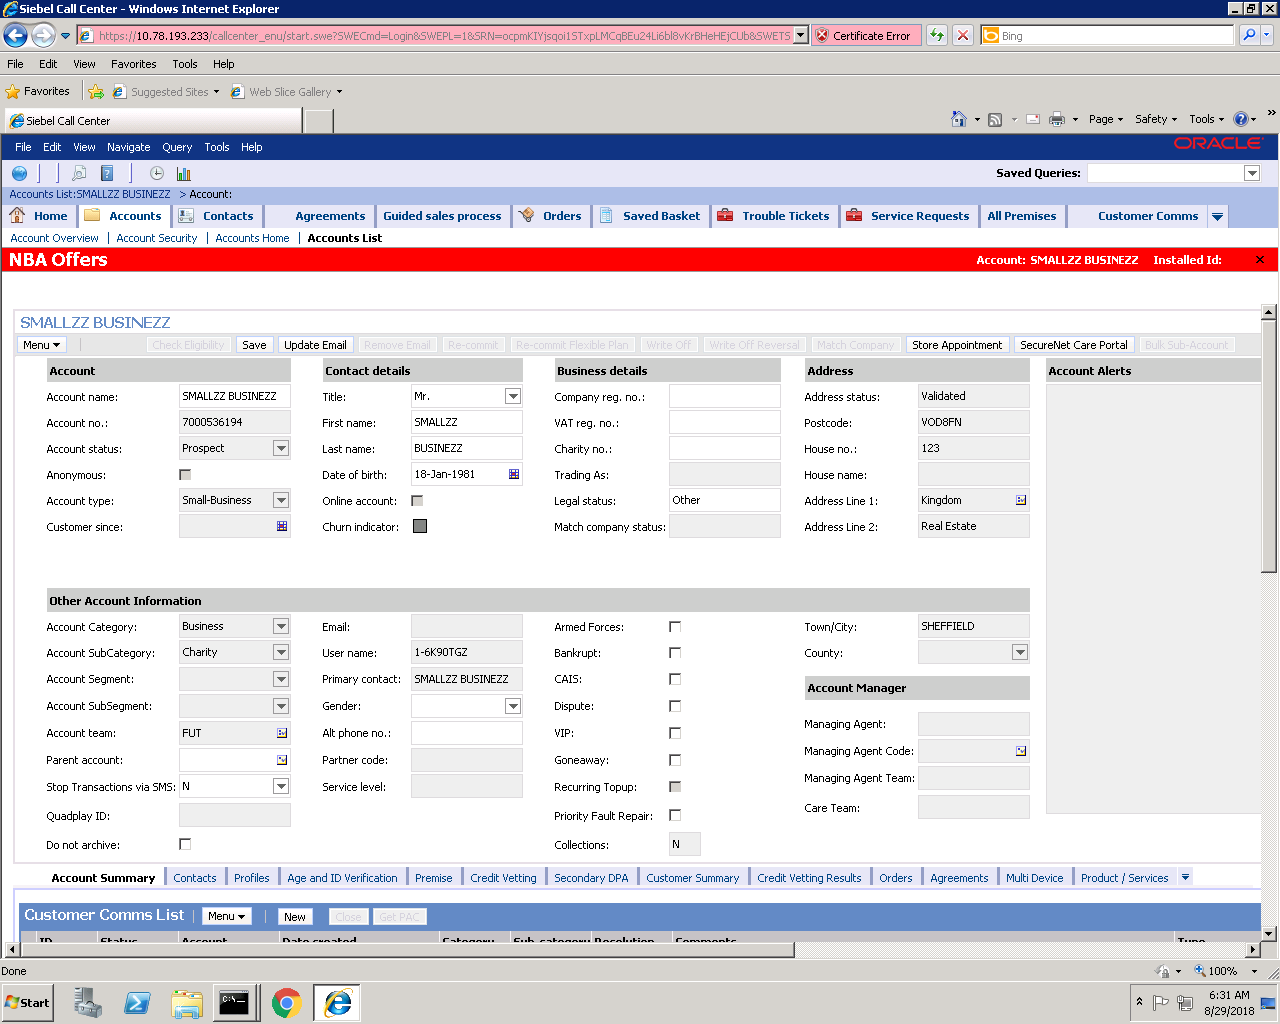 Siebel Call Center - Windows Internet Explorer
https://10.78.193.233/callcenter_enu/start.swe?SWECmd=Login&SWEPL=1&SRN=ocpmKIYjsqoi1STxpLMCqBEu24Li6bl8vKrBHeHEjCUb&SWETS Certificate Error Bing
File Edit View Favorites Tools Help
Favorites Suggested Sites Web Slice Gallery
Siebel Call Center Page Safety Tools »
File Edit View Navigate Query Tools Help ORACLE
Saved Queries:
Accounts List:SMALLZZ BUSINEZZ > Account:
Home Accounts Contacts Agreements Guided sales process Orders Saved Basket Trouble Tickets Service Requests All Premises Customer Comms
Account Overview Account Security Accounts Home Accounts List
NBA Offers Account: SMALLZZ BUSINEZZ Installed Id:
SMALLZZ BUSINEZZ
Menu Check Eligibility Save Update Email Remove Email Re-commit Re-commit Flexible Plan Write Off Write Off Reversal Match Company Store Appointment SecureNet Care Portal Bulk Sub-Account
Account Contact details Business details Address Account Alerts
Account name: SMALLZZ BUSINEZZ Title: Mr. Company reg. no.: Address status: Validated
Account no.: 7000536194 First name: SMALLZZ VAT reg. no.: Postcode: VOD8FN
Account status: Prospect Last name: BUSINEZZ Charity no.: House no.: 123
Anonymous: Date of birth: 18-Jan-1981 Trading As: House name:
Account type: Small-Business Online account: Legal status: Other Address Line 1: Kingdom
Customer since: Churn indicator: Match company status: Address Line 2: Real Estate
Other Account Information
Account Category: Business Email: Armed Forces: Town/City: SHEFFIELD
Account SubCategory: Charity User name: 1-6K90TGZ Bankrupt: County:
Account Segment: Primary contact: SMALLZZ BUSINEZZ CAIS: Account Manager
Account SubSegment: Gender: Dispute:
Account team: FUT Alt phone no.: VIP: Managing Agent:
Parent account: Partner code: Goneaway: Managing Agent Code:
Stop Transactions via SMS: N Service level: Recurring Topup: Managing Agent Team:
Quadplay ID: Priority Fault Repair: Care Team:
Do not archive: Collections: N
Account Summary Contacts Profiles Age and ID Verification Premise Credit Vetting Secondary DPA Customer Summary Credit Vetting Results Orders Agreements Multi Device Product / Services
Customer Comms List Menu New Close Get PAC
ID Status Account Date created Category Sub-category Resolution Comments Type
Done 100%
Start 6:31 AM
8/29/2018